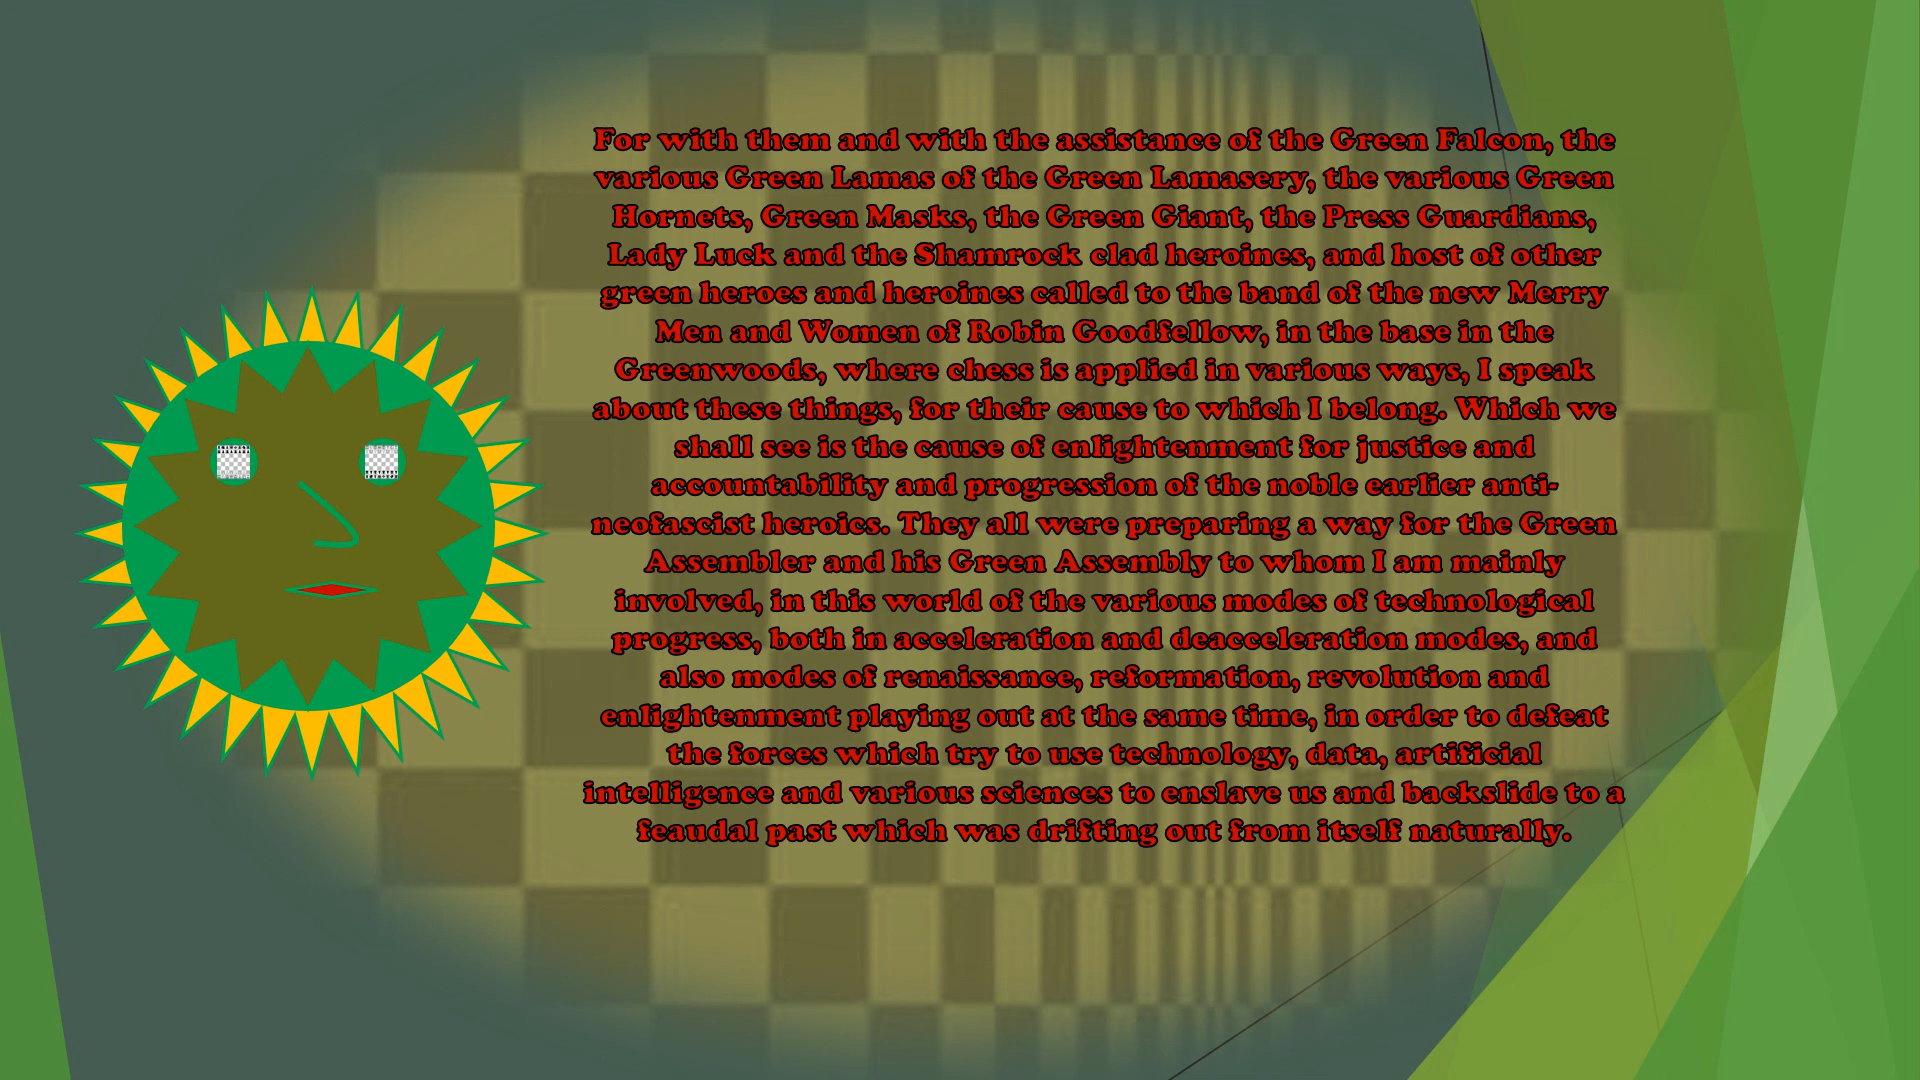 For with them and with the assistance of the Green Falcon, the
various Green Lamas of the Green Lamasery, the various Green
Hornets, Green Masks, the Green Giant, the Press Guardians,
Lady Luck and the Shamrock clad heroines, and host of other
green heroes and heroines called to the band of the new Merry
Men and Women of Robin Goodfellow, in the base in the
Greenwoods, where chess is applied in various ways, I speak
about these things, for their cause to which I belong. Which we
shall see is the cause of enlightenment for justice and
accountability and progression of the noble earlier anti-
neofascist heroics. They all were preparing a way for the Green
Assembler and his Green Assembly to whom I am mainly
involved, in this world of the various modes of technological
progress, both in acceleration and deacceleration modes, and
also modes of renaissance, reformation, revolution and
enlightenment playing out at the same time, in order to defeat
the forces which try to use technology, data, artificial
intelligence and various sciences to enslave us and backslide to a
feaudal past which was drifting out from itself naturally.